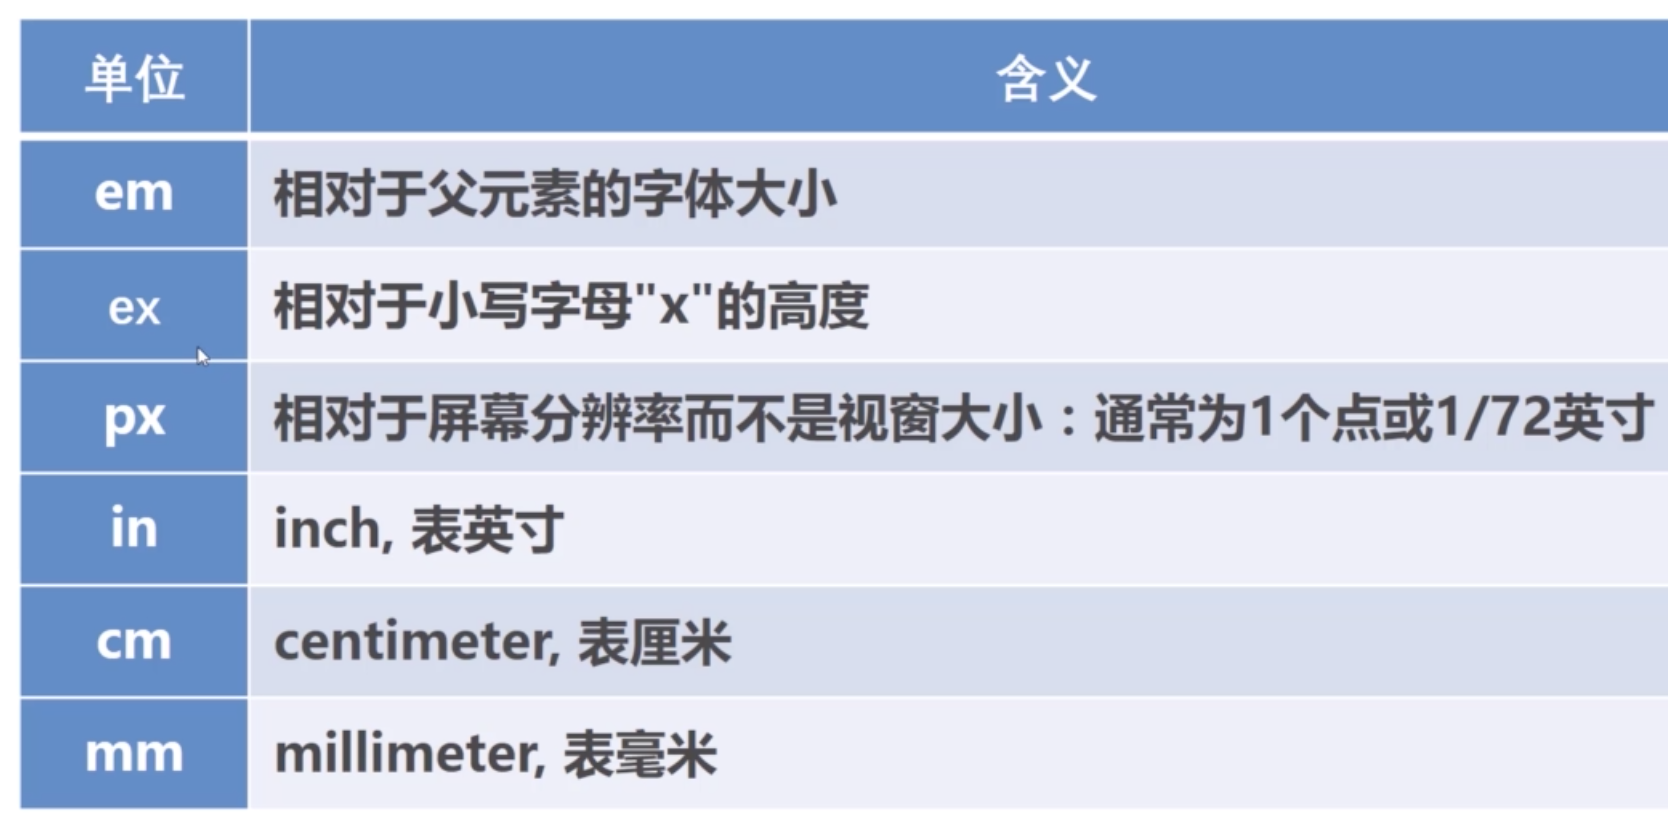 单位 含义
em 相对于父元素的字体大小
ex 相对于小写字母"x"的高度
px 相对于屏幕分辨率而不是视窗大小：通常为1个点或1/72英寸
in inch, 表英寸
cm centimeter, 表厘米
mm millimeter, 表毫米